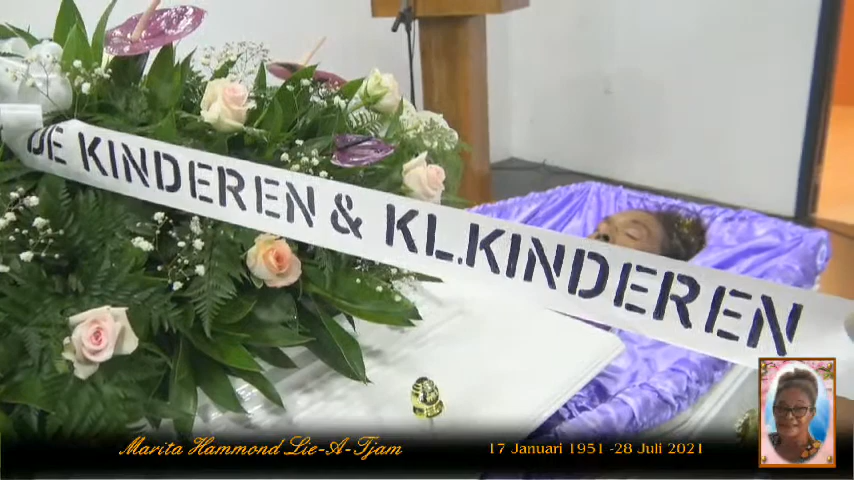 DE KINDEREN & KL.KINDEREN
Marita Hammond Lie-A-Tjam
17 Januari 1951 -28 Juli 2021